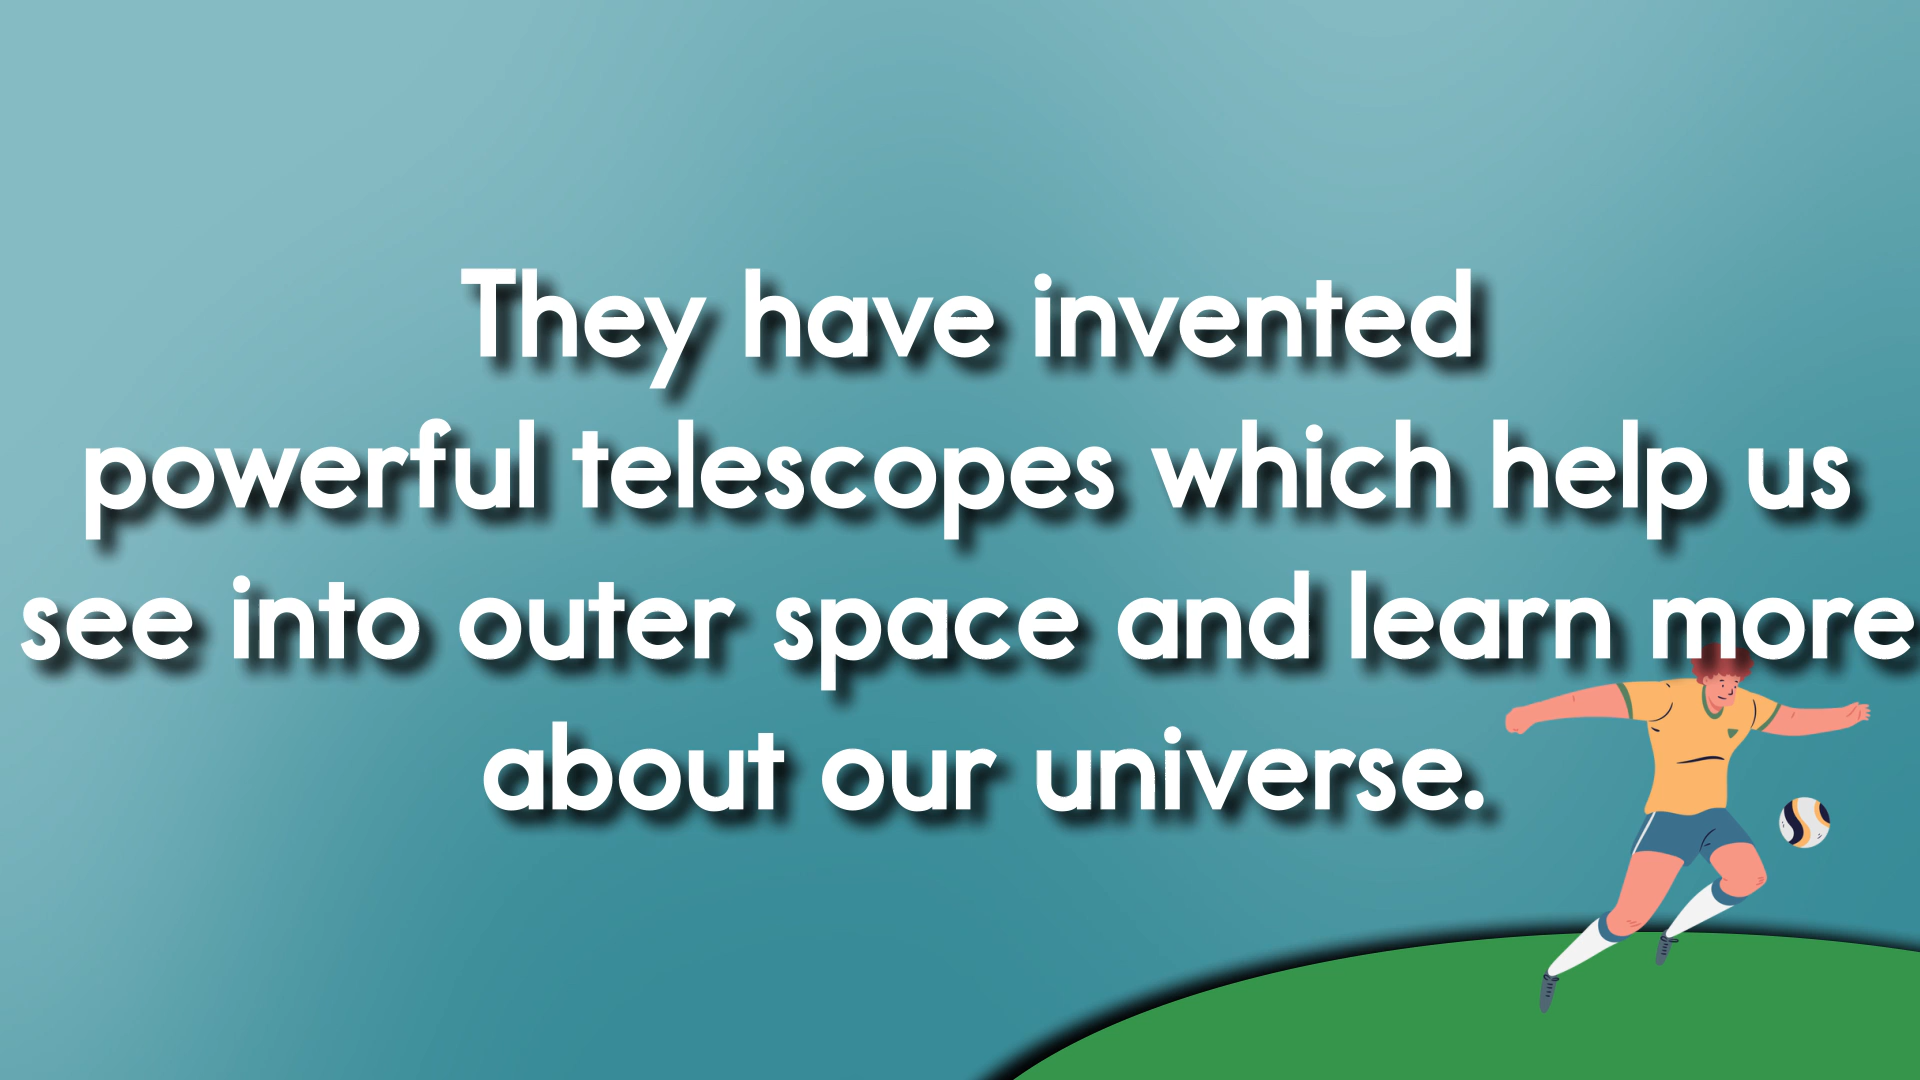 They have invented
powerful telescopes which help us
see into outer space and learn more
about our universe.